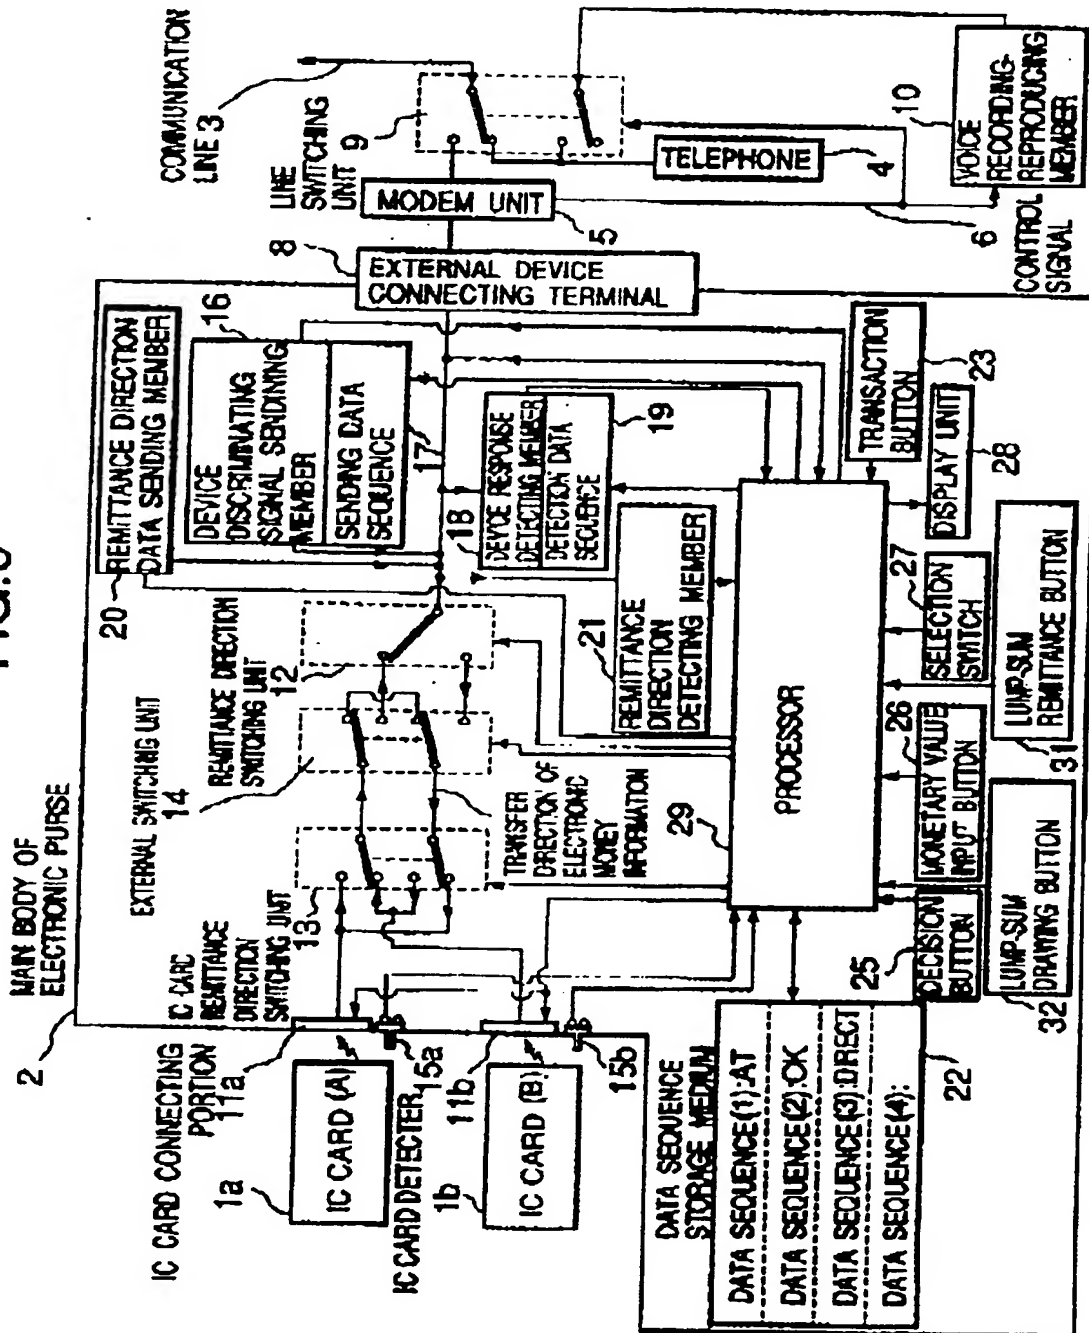 MAIN BODY OF
ELECTRONIC PURSE
2
IC CARD CONNECTING
PORTION
11a
IC CARC
REMITTANCE
DIRECTION
SWITCHING UNIT
13
EXTERNAL SWITCHING UNIT
14
REMITTANCE DIRECTION
SWITCHING UNIT
12
20
REMITTANCE DIRECTION
DATA SENDING MEMBER
16
DEVICE
DISCRIMINATING
SIGNAL SENDINING
MEMBER
SENDING DATA
SEQUENCE
17
8
EXTERNAL DEVICE
CONNECTING TERMINAL
LINE
SWITCHING
UNIT
9
COMMUNICATION
LINE 3
MODEM UNIT
5
TELEPHONE
4
6
CONTROL
SIGNAL
10
VOICE
RECORDING-
REPRODUCING
MEMBER
1a
IC CARD (A)
IC CARD DETECTER
15a
11b
1b
IC CARD (B)
15b
TRANSFER
DIRECTION OF
ELECTRONIC
MONEY
INFORMATION
18
DEVICE RESPONSE
DETECTING MEMBER
DETECTION DATA
SEQUENCE
19
21
REMITTANCE
DIRECTION
DETECTING MEMBER
29
PROCESSOR
DATA SEQUENCE
STORAGE MEDIUM
DATA SEQUENCE(1):AT
DATA SEQUENCE(2):OK
DATA SEQUENCE(3):DIRECT
DATA SEQUENCE(4):
22
25
DECISION
BUTTON
26
MONETARY VALUE
INPUT BUTTON
27
SELECTION
SWITCH
DISPLAY UNIT
28
TRANSACTION
BUTTON
23
32
LUMP-SUM
DRAWING BUTTON
31
LUMP-SUM
REMITTANCE BUTTON